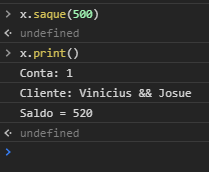 > x.saque(500)
<· undefined
> x.print()
Conta: 1
Cliente: Vinicius && Josue
Saldo = 520
<· undefined
>